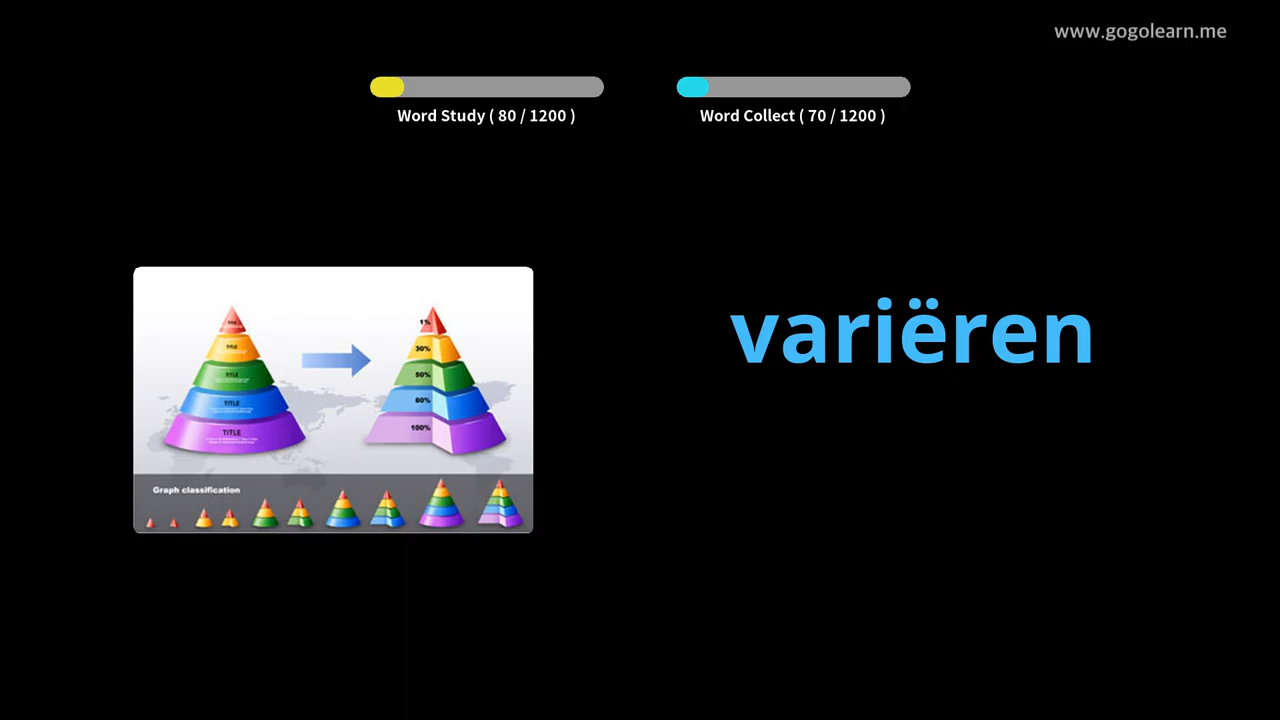 www.gogolearn.me
Word Study ( 80 / 1200 )
Word Collect ( 70 / 1200 )
variëren
TITLE
TITLE
TITLE
TITLE
1%
30%
50%
80%
100%
Graph classification